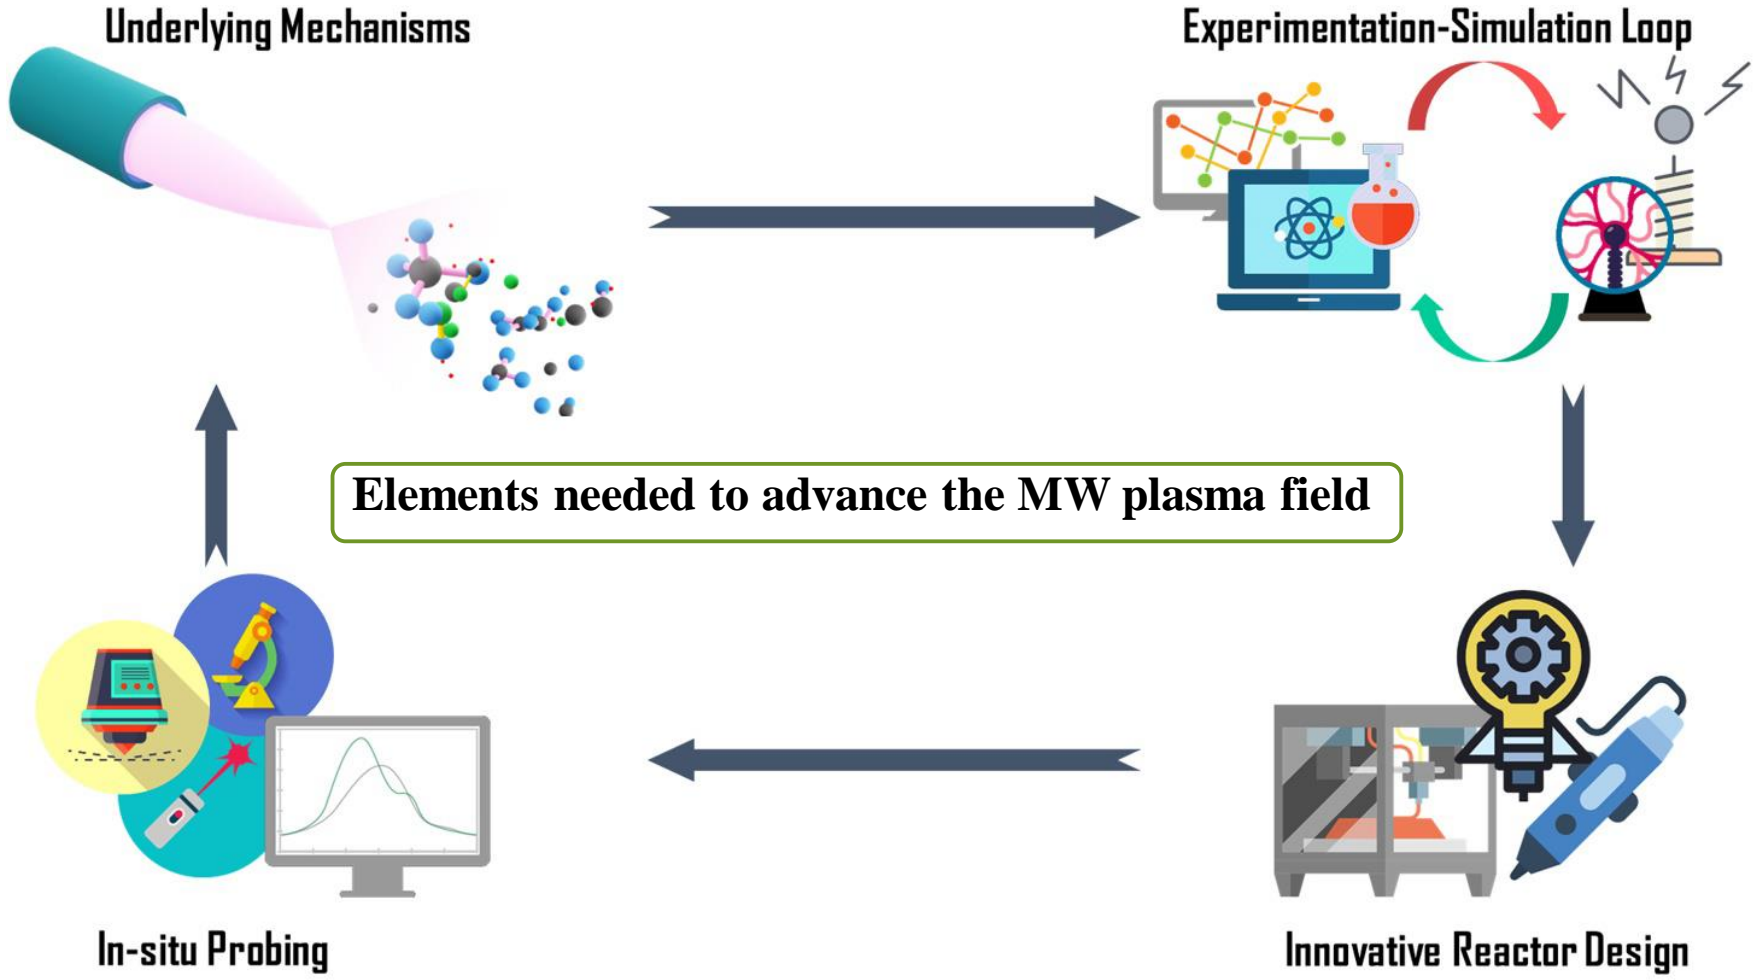 Underlying Mechanisms
Experimentation-Simulation Loop
Elements needed to advance the MW plasma field
In-situ Probing
Innovative Reactor Design